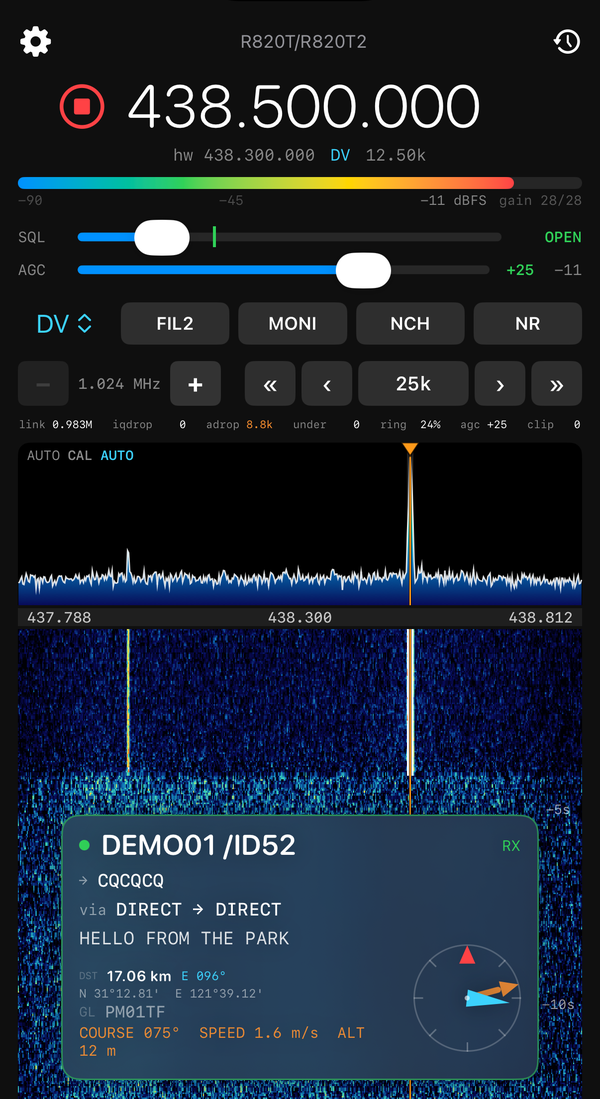 R820T/R820T2
438.500.000
hw 438.300.000 DV 12.50k
−90 −45 −11 dBFS gain 28/28
SQL OPEN
AGC +25 −11
DV FIL2 MONI NCH NR
− 1.024 MHz + « ‹ 25k › »
link 0.983M iqdrop 0 adrop 8.8k under 0 ring 24% agc +25 clip 0
AUTO CAL AUTO
437.788 438.300 438.812
−5s
DEMO01 /ID52 RX
→ CQCQCQ
via DIRECT → DIRECT
HELLO FROM THE PARK
DST 17.06 km E 096°
N 31°12.81' E 121°39.12'
−10s
GL PM01TF
COURSE 075° SPEED 1.6 m/s ALT
12 m